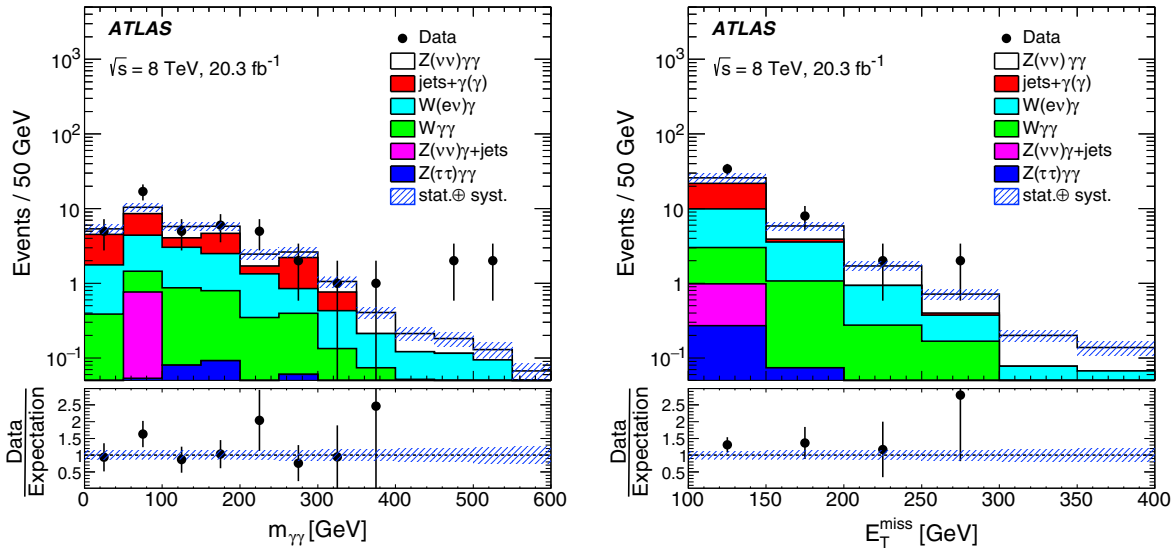 ATLAS
√s = 8 TeV, 20.3 fb⁻¹
Data
Z(νν)γγ
jets+γ(γ)
W(eν)γ
Wγγ
Z(νν)γ+jets
Z(ττ)γγ
stat.⊕ syst.
Events / 50 GeV
10³
10²
10
1
10⁻¹
Data
Expectation
2.5
2
1.5
1
0.5
0 100 200 300 400 500 600
mγγ [GeV]
ATLAS
√s = 8 TeV, 20.3 fb⁻¹
Data
Z(νν)γγ
jets+γ(γ)
W(eν)γ
Wγγ
Z(νν)γ+jets
Z(ττ)γγ
stat.⊕ syst.
Events / 50 GeV
10³
10²
10
1
10⁻¹
Data
Expectation
2.5
2
1.5
1
0.5
100 150 200 250 300 350 400
E_T^miss [GeV]